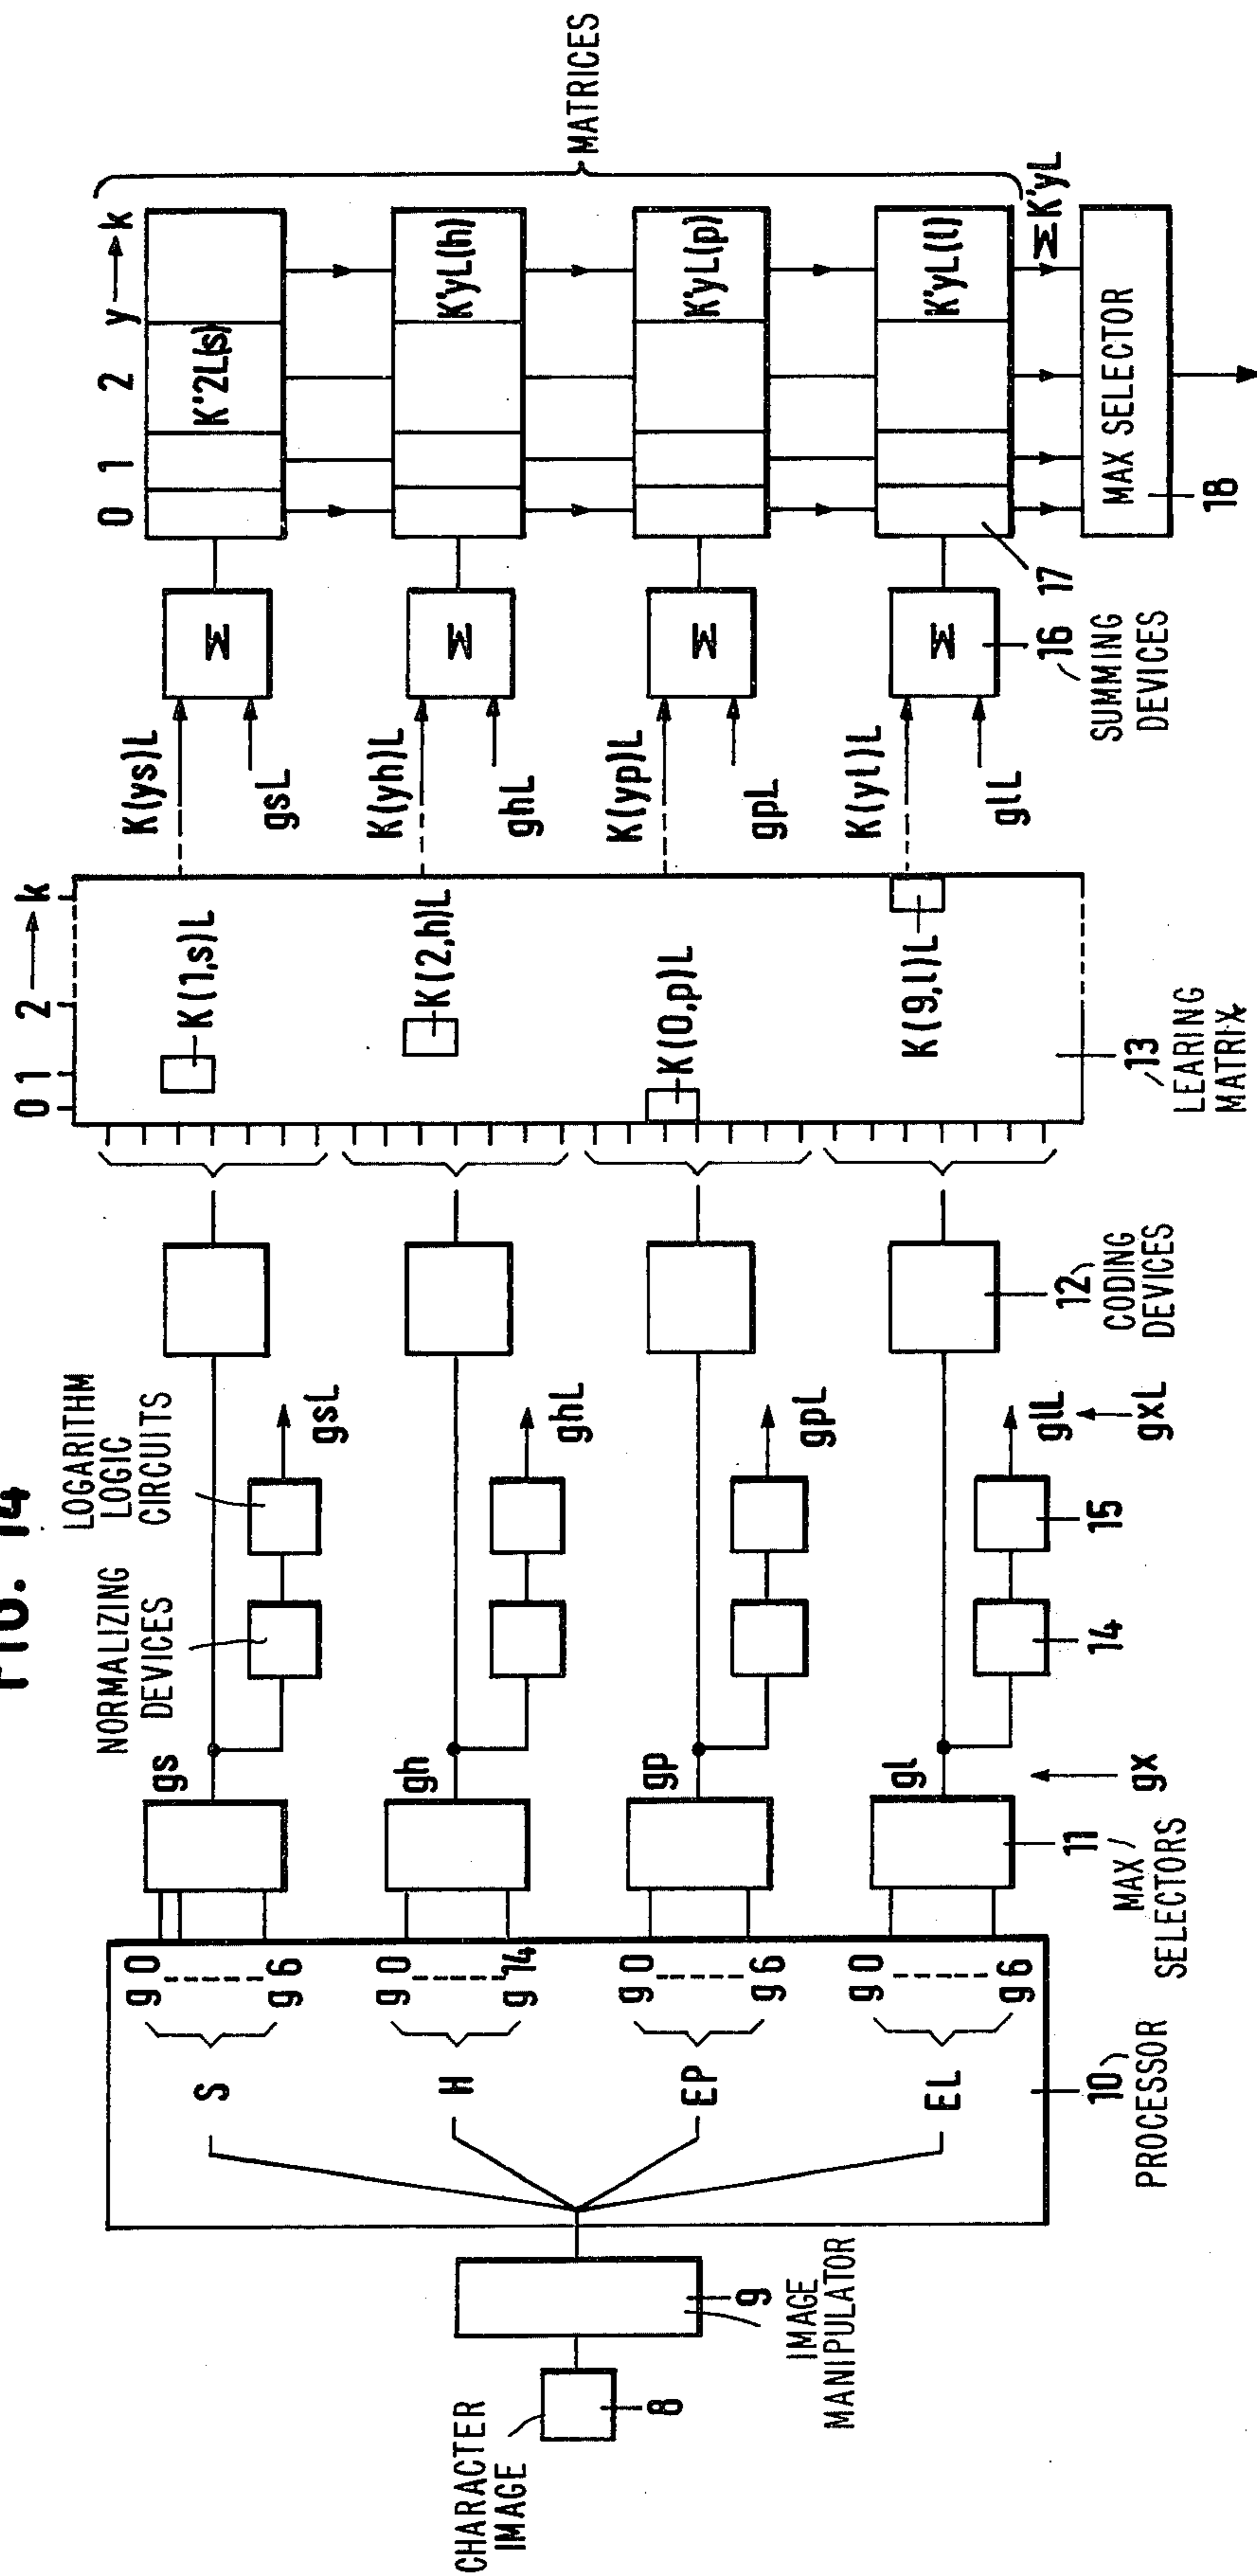 FIG. 14
CHARACTER
IMAGE
8
9
IMAGE
MANIPULATOR
S
H
EP
EL
g 0
g 6
g 0
g 14
g 0
g 6
g 0
g 6
10
PROCESSOR
gs
gh
gp
gl
gx
11
MAX
SELECTORS
NORMALIZING
DEVICES
LOGARITHM
LOGIC
CIRCUITS
gsL
ghL
gpL
glL
gxL
14
15
12
CODING
DEVICES
0 1 2 k
K(1,s)L
K(2,h)L
K(0,p)L
K(9,l)L
13
LEARING
MATRIX
K(ys)L
gsL
K(yh)L
ghL
K(yp)L
gpL
K(yl)L
glL
Σ
Σ
Σ
Σ
16
SUMMING
DEVICES
0 1 2 y k
K'2L(s)
K'yL(h)
K'yL(p)
K'yL(l)
17
MATRICES
ΣK'yL
MAX SELECTOR
18